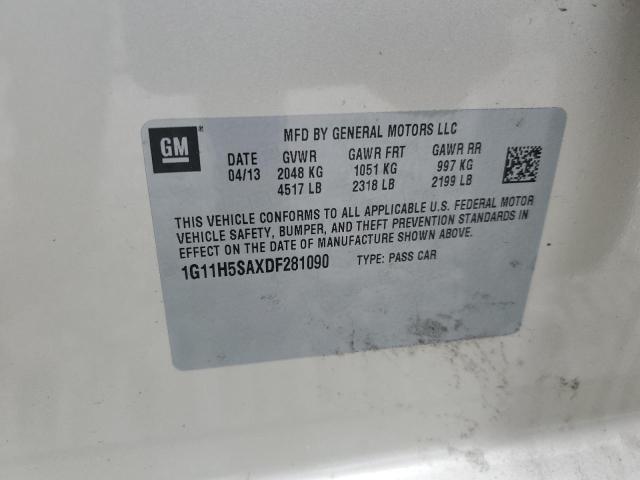 GM
MFD BY GENERAL MOTORS LLC
DATE GVWR GAWR FRT GAWR RR
04/13 2048 KG 1051 KG 997 KG
4517 LB 2318 LB 2199 LB
THIS VEHICLE CONFORMS TO ALL APPLICABLE U.S. FEDERAL MOTOR
VEHICLE SAFETY, BUMPER, AND THEFT PREVENTION STANDARDS IN
EFFECT ON THE DATE OF MANUFACTURE SHOWN ABOVE.
1G11H5SAXDF281090 TYPE: PASS CAR